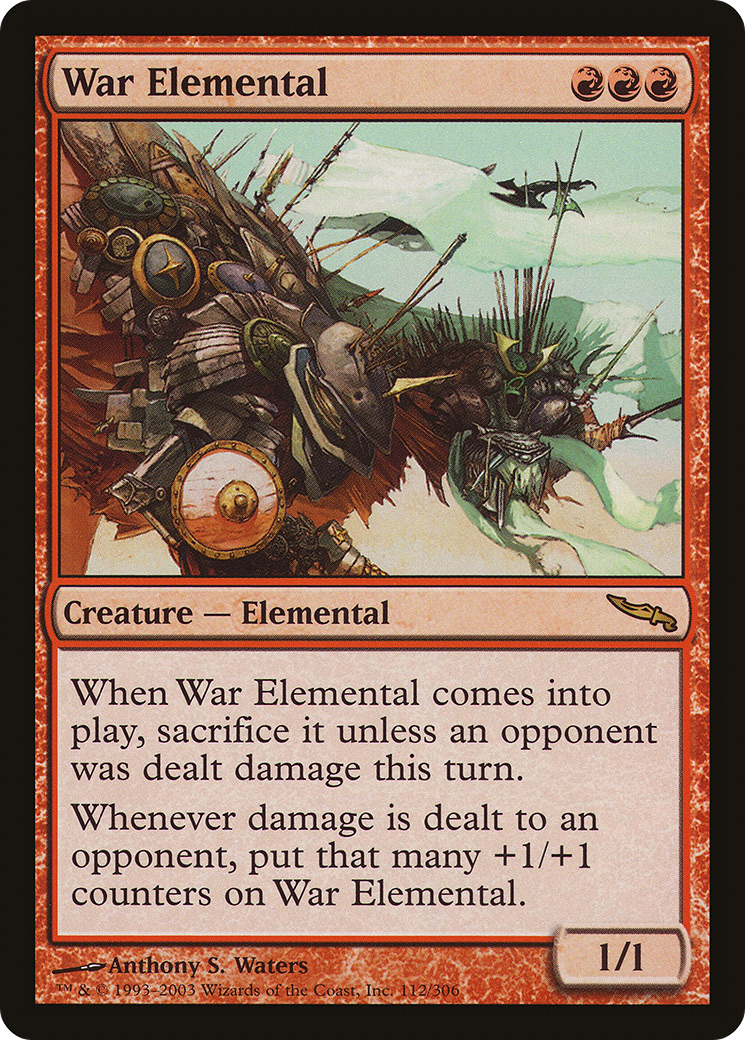 War Elemental
Creature — Elemental
When War Elemental comes into
play, sacrifice it unless an opponent
was dealt damage this turn.
Whenever damage is dealt to an
opponent, put that many +1/+1
counters on War Elemental.
1/1
Anthony S. Waters
™ & © 1993–2003 Wizards of the Coast, Inc. 112/306